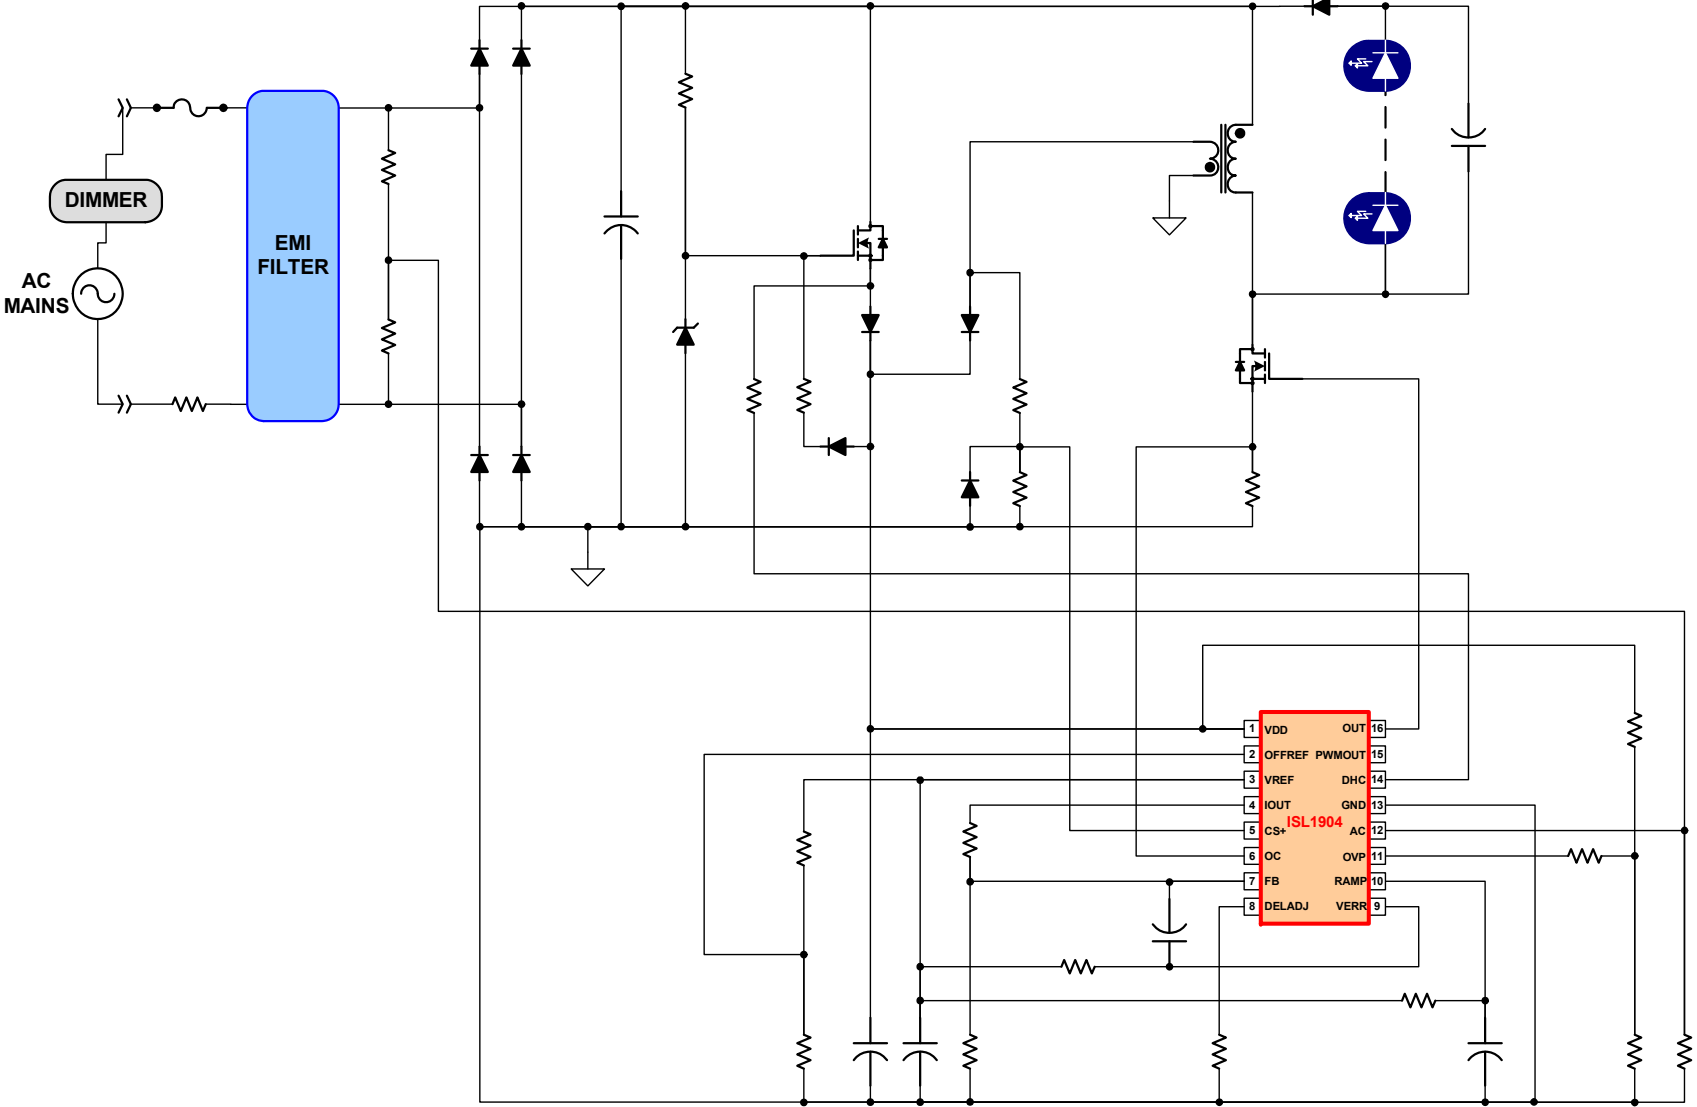 DIMMER
AC
MAINS
EMI
FILTER
1 VDD OUT 16
2 OFFREF PWMOUT 15
3 VREF DHC 14
4 IOUT GND 13
ISL1904
5 CS+ AC 12
6 OC OVP 11
7 FB RAMP 10
8 DELADJ VERR 9